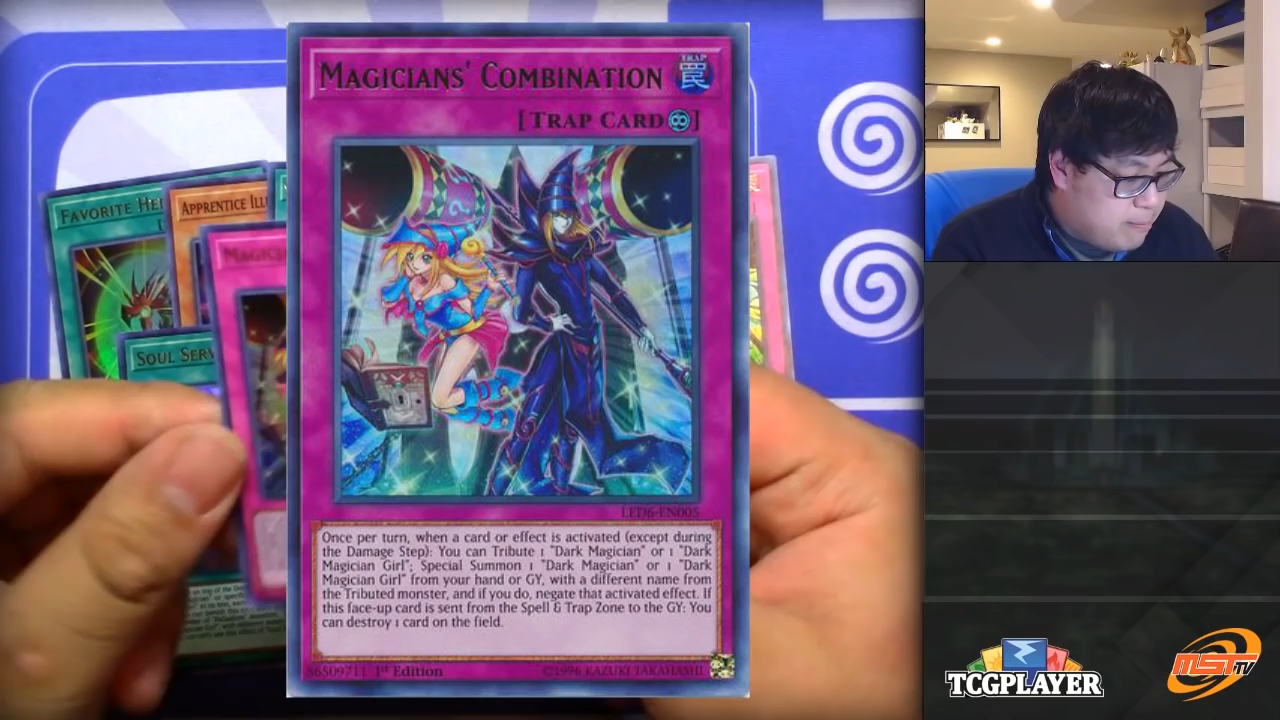 MAGICIANS' COMBINATION
TRAP
罠
[TRAP CARD ]
LED6-EN005
Once per turn, when a card or effect is activated (except during
the Damage Step): You can Tribute 1 "Dark Magician" or 1 "Dark
Magician Girl"; Special Summon 1 "Dark Magician" or 1 "Dark
Magician Girl" from your hand or GY, with a different name from
the Tributed monster, and if you do, negate that activated effect. If
this face-up card is sent from the Spell & Trap Zone to the GY: You
can destroy 1 card on the field.
86509711 1st Edition
©1996 KAZUKI TAKAHASHI
FAVORITE HE
APPRENTICE ILL
MAGICI
SOUL SERV
TCGPLAYER
MSTTV